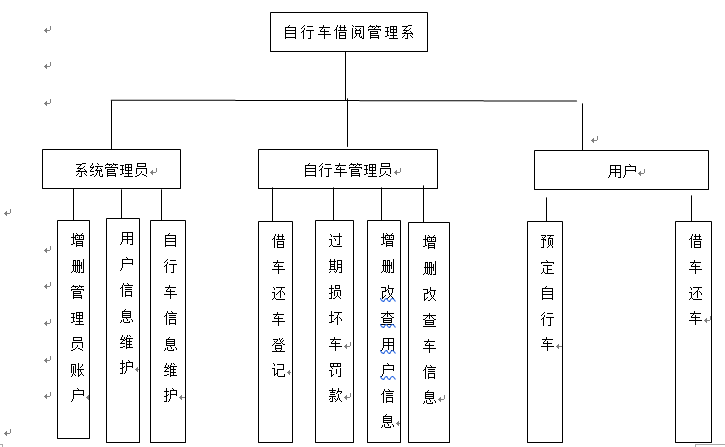 自行车借阅管理系
系统管理员
自行车管理员
用户
增删管理员账户
用户信息维护
自行车信息维护
借车还车登记
过期损坏车罚款
增删改查用户信息
增删改查车信息
预定自行车
借车还车